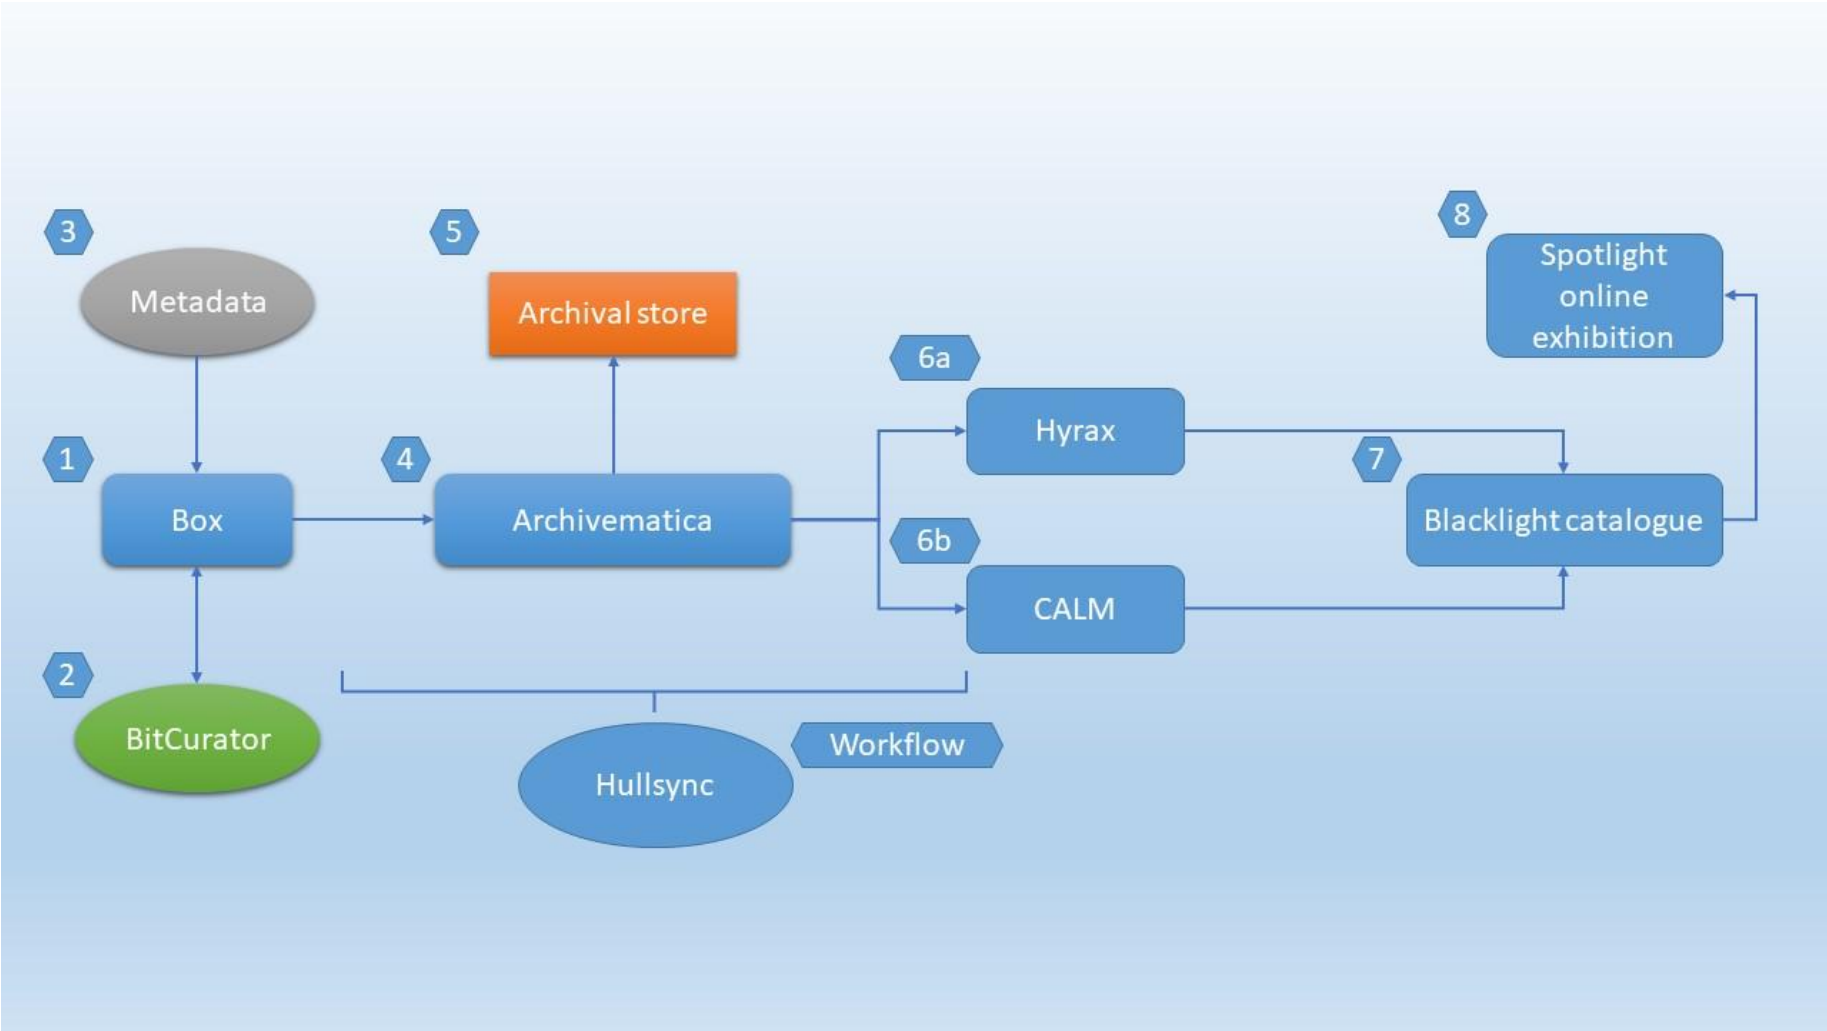 3
Metadata
5
Archival store
8
Spotlight
online
exhibition
6a
Hyrax
1
Box
4
Archivematica
7
Blacklight catalogue
6b
CALM
2
BitCurator
Workflow
Hullsync